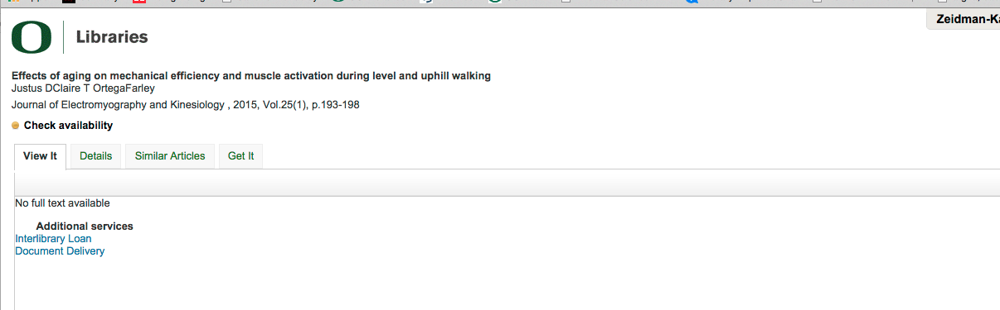 Zeidman-Ka
O Libraries
Effects of aging on mechanical efficiency and muscle activation during level and uphill walking
Justus DClaire T OrtegaFarley
Journal of Electromyography and Kinesiology , 2015, Vol.25(1), p.193-198
Check availability
View It Details Similar Articles Get It
No full text available
Additional services
Interlibrary Loan
Document Delivery